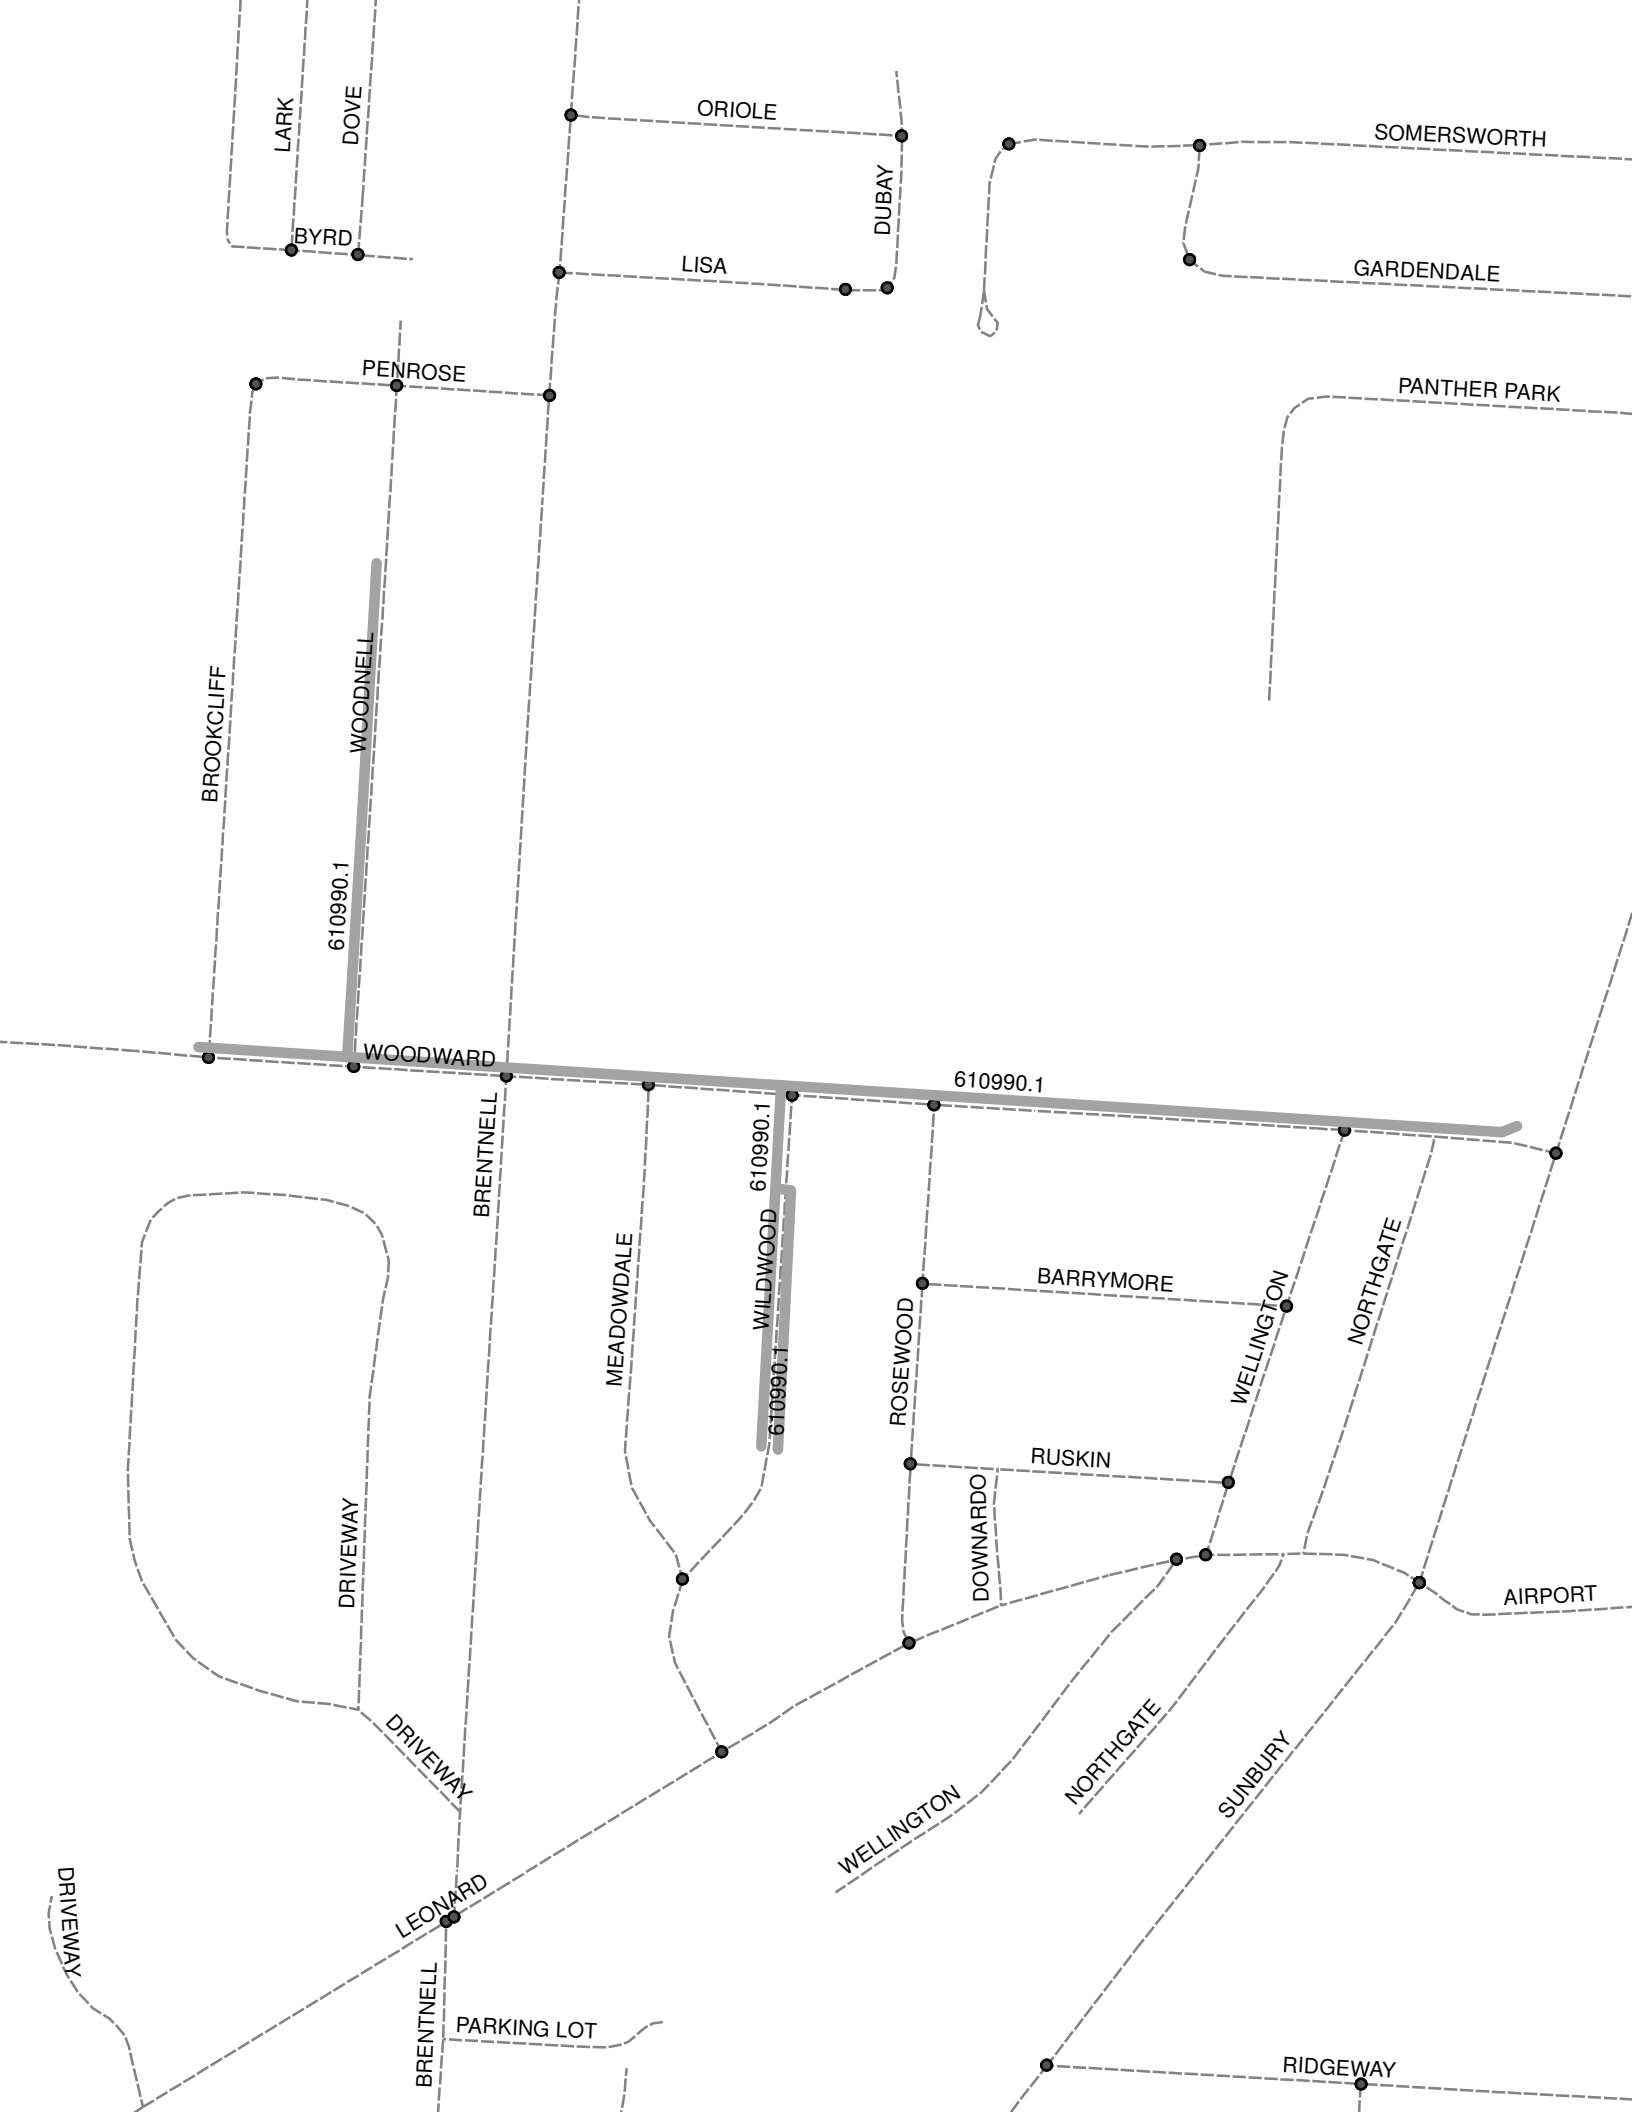 ORIOLE
LARK
DOVE
SOMERSWORTH
DUBAY
BYRD
LISA
GARDENDALE
PENROSE
PANTHER PARK
WOODNELL
BROOKCLIFF
610990.1
WOODWARD
610990.1
BRENTNELL
610990.1
MEADOWDALE
WILDWOOD
610990.1
BARRYMORE
NORTHGATE
WELLINGTON
ROSEWOOD
RUSKIN
DOWNARDO
DRIVEWAY
AIRPORT
DRIVEWAY
NORTHGATE
SUNBURY
WELLINGTON
LEONARD
DRIVEWAY
BRENTNELL
PARKING LOT
RIDGEWAY